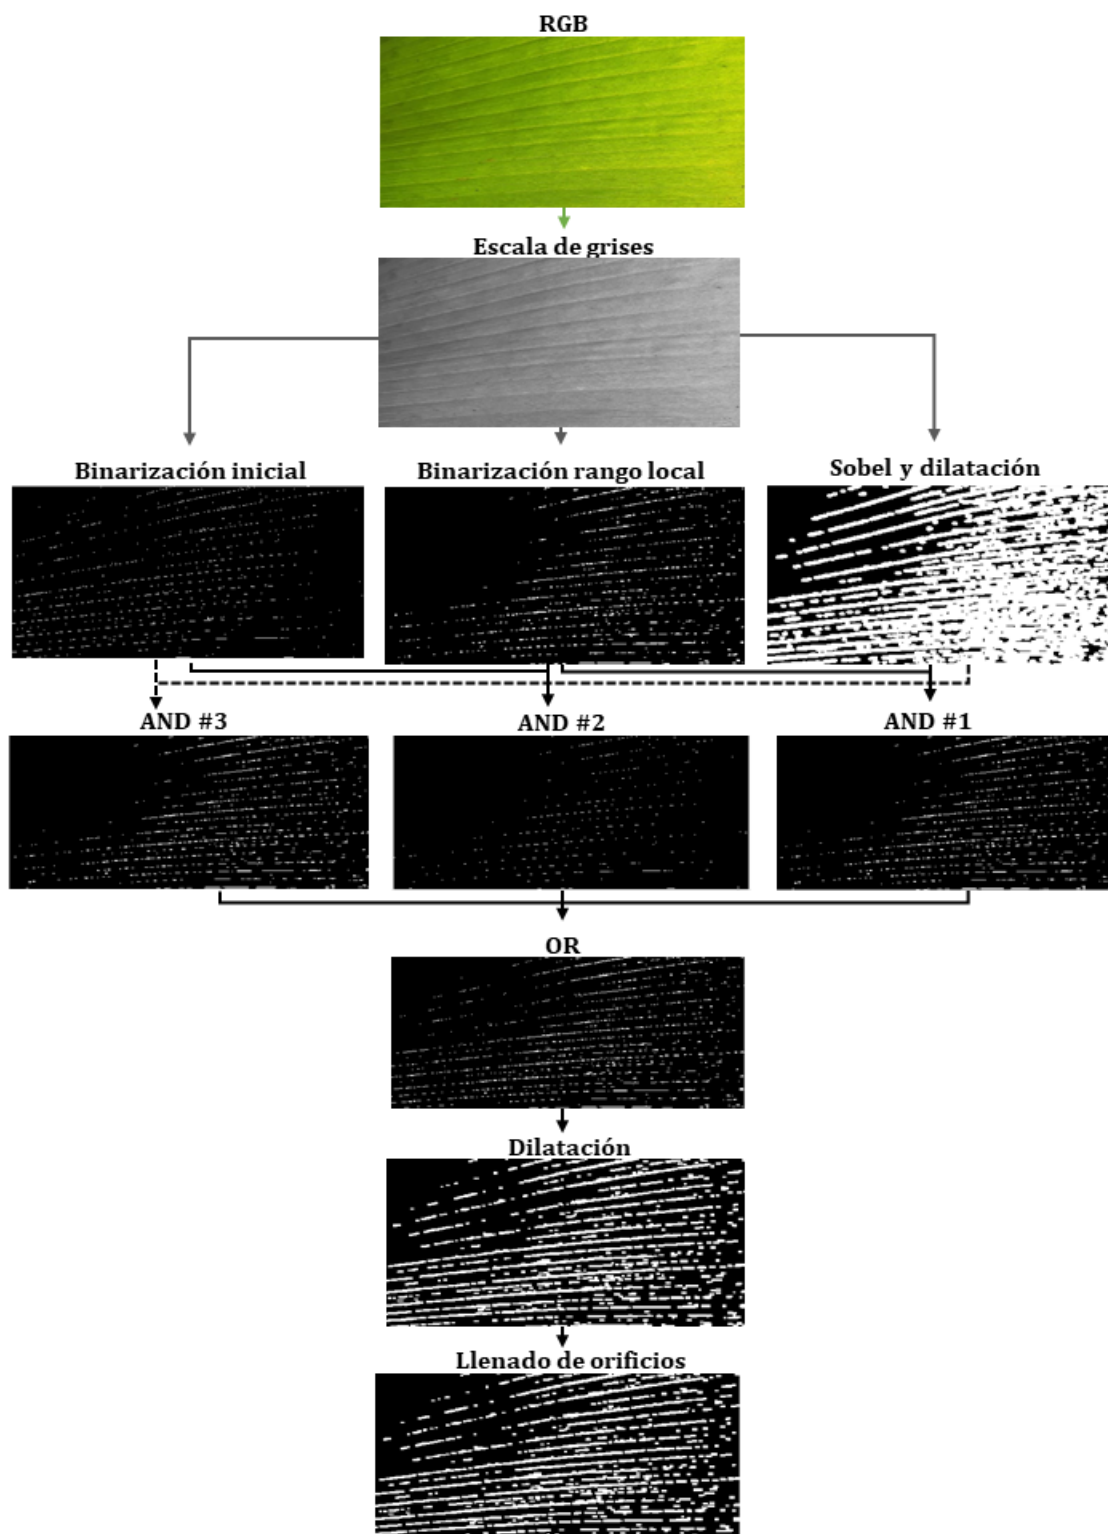 RGB
Escala de grises
Binarización inicial
Binarización rango local
Sobel y dilatación
AND #3
AND #2
AND #1
OR
Dilatación
Llenado de orificios